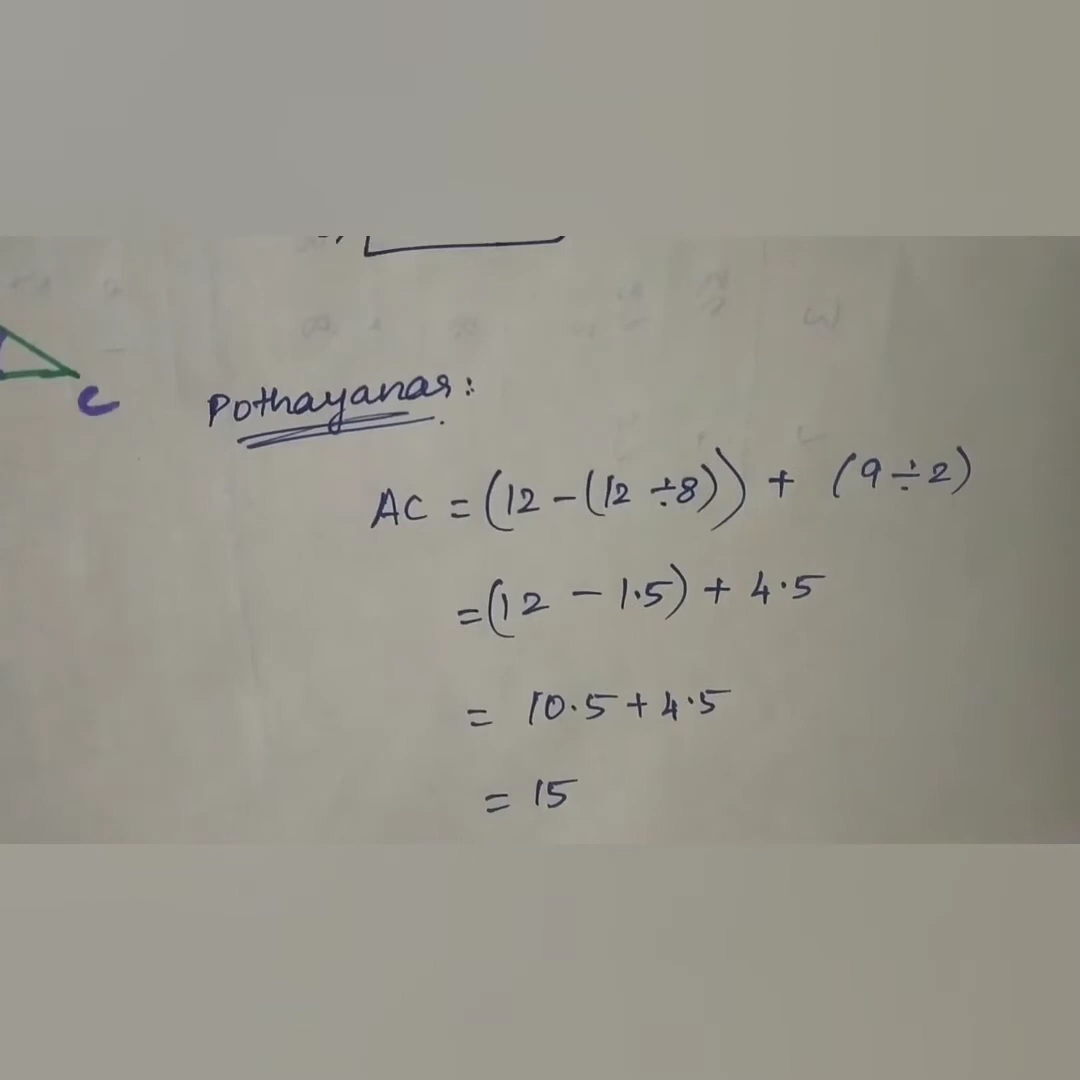 C
Pothayanar:
AC = (12 - (12 ÷ 8)) + (9 ÷ 2)
= (12 - 1.5) + 4.5
= 10.5 + 4.5
= 15